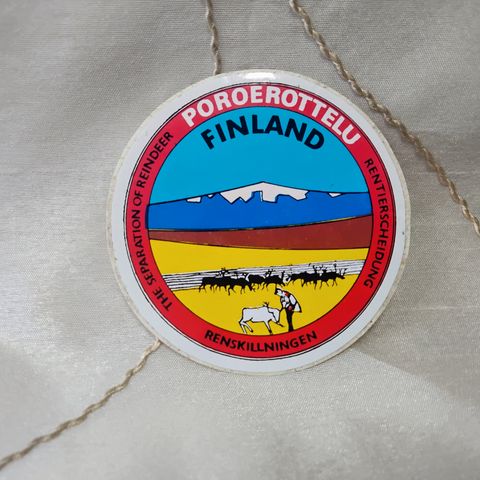 POROEROTTELU
FINLAND
THE SEPARATION OF REINDEER
RENTIERSCHEIDUNG
RENSKILLNINGEN